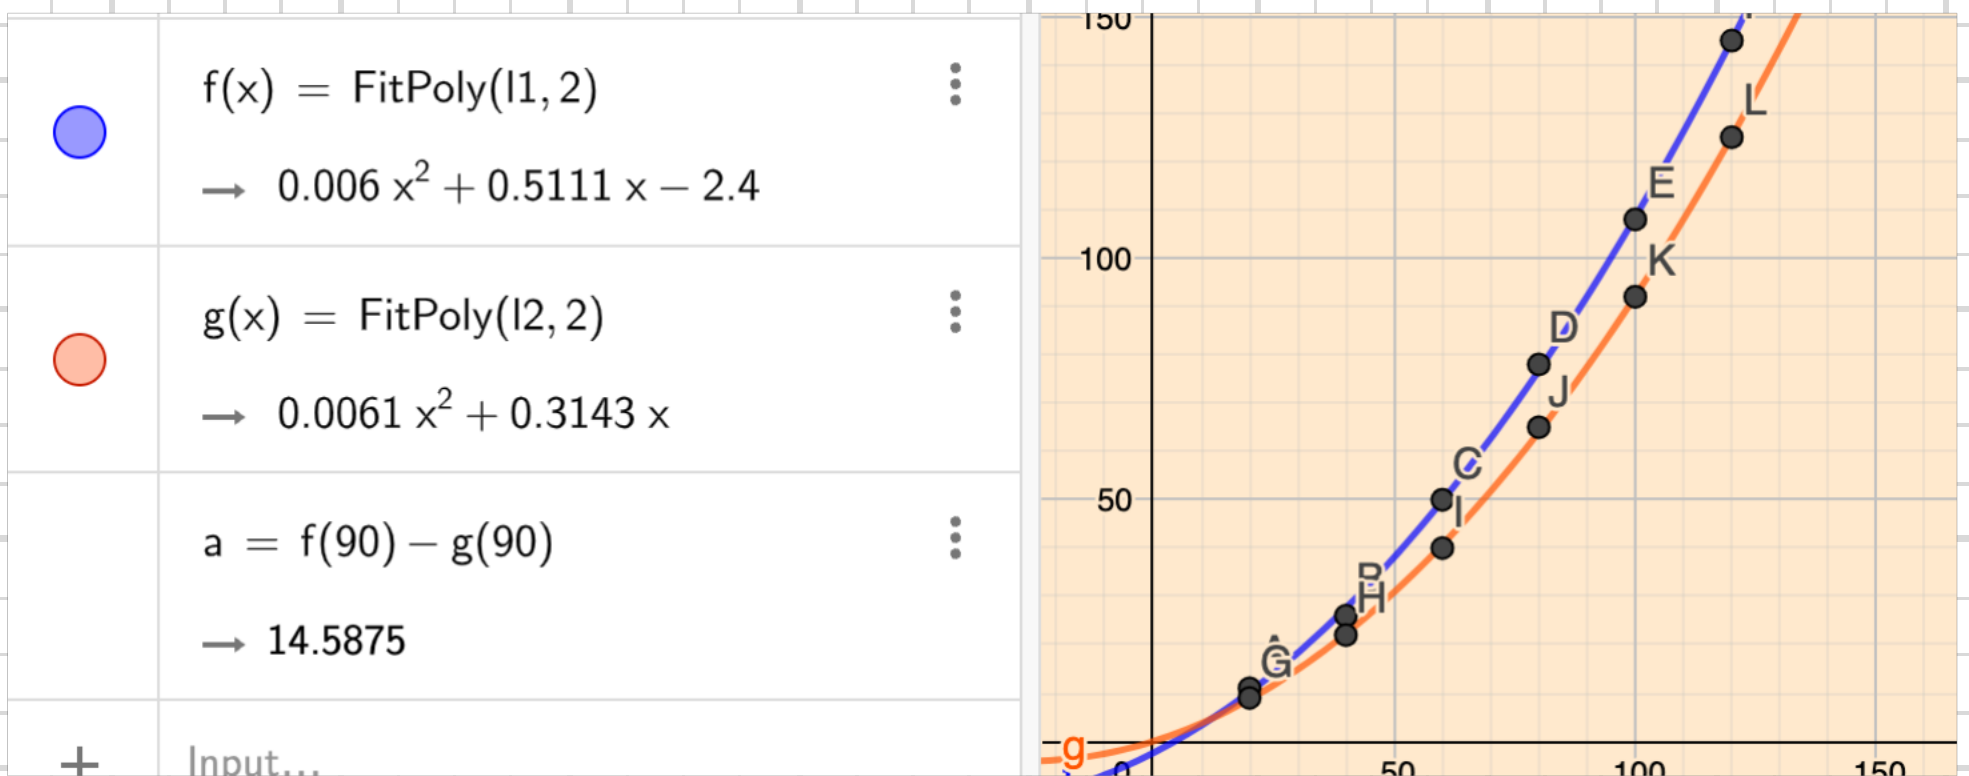 f(x) = FitPoly(l1, 2)
→ 0.006 x² + 0.5111 x − 2.4
g(x) = FitPoly(l2, 2)
→ 0.0061 x² + 0.3143 x
a = f(90) − g(90)
→ 14.5875
+ Input...
150
L
E
K
100
D
J
C
50
I
B
H
G
g
0 50 100 150